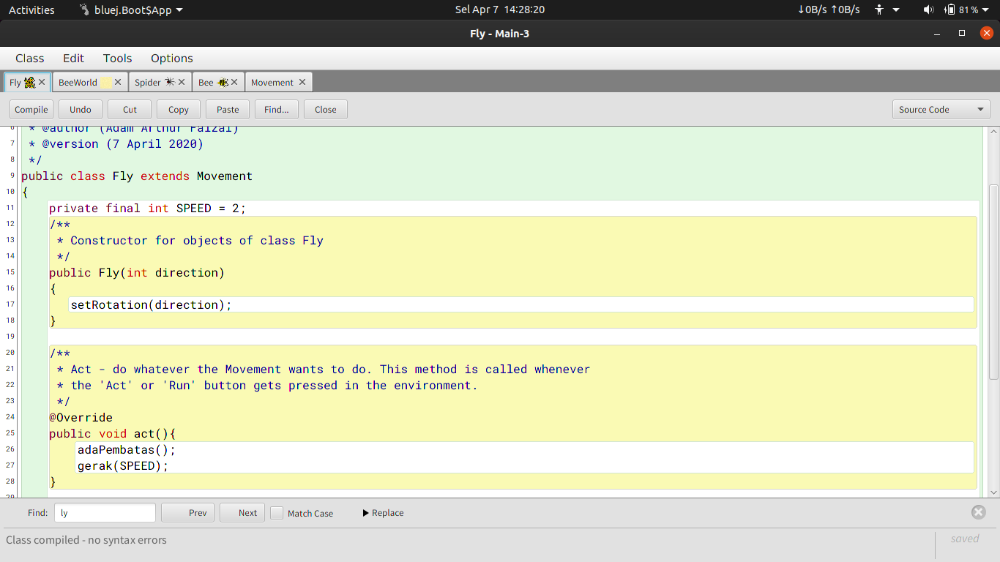 Activities bluej.Boot$App Sel Apr 7 14:28:20 ↓0B/s ↑0B/s 81%
Fly - Main-3
Class Edit Tools Options
Fly BeeWorld Spider Bee Movement
Compile Undo Cut Copy Paste Find... Close Source Code
6 * @author (Adam Arthur Faizal)
7 * @version (7 April 2020)
8 */
9 public class Fly extends Movement
10 {
11 private final int SPEED = 2;
12 /**
13 * Constructor for objects of class Fly
14 */
15 public Fly(int direction)
16 {
17 setRotation(direction);
18 }
19
20 /**
21 * Act - do whatever the Movement wants to do. This method is called whenever
22 * the 'Act' or 'Run' button gets pressed in the environment.
23 */
24 @Override
25 public void act(){
26 adaPembatas();
27 gerak(SPEED);
28 }
29
Find: ly Prev Next Match Case Replace
Class compiled - no syntax errors saved